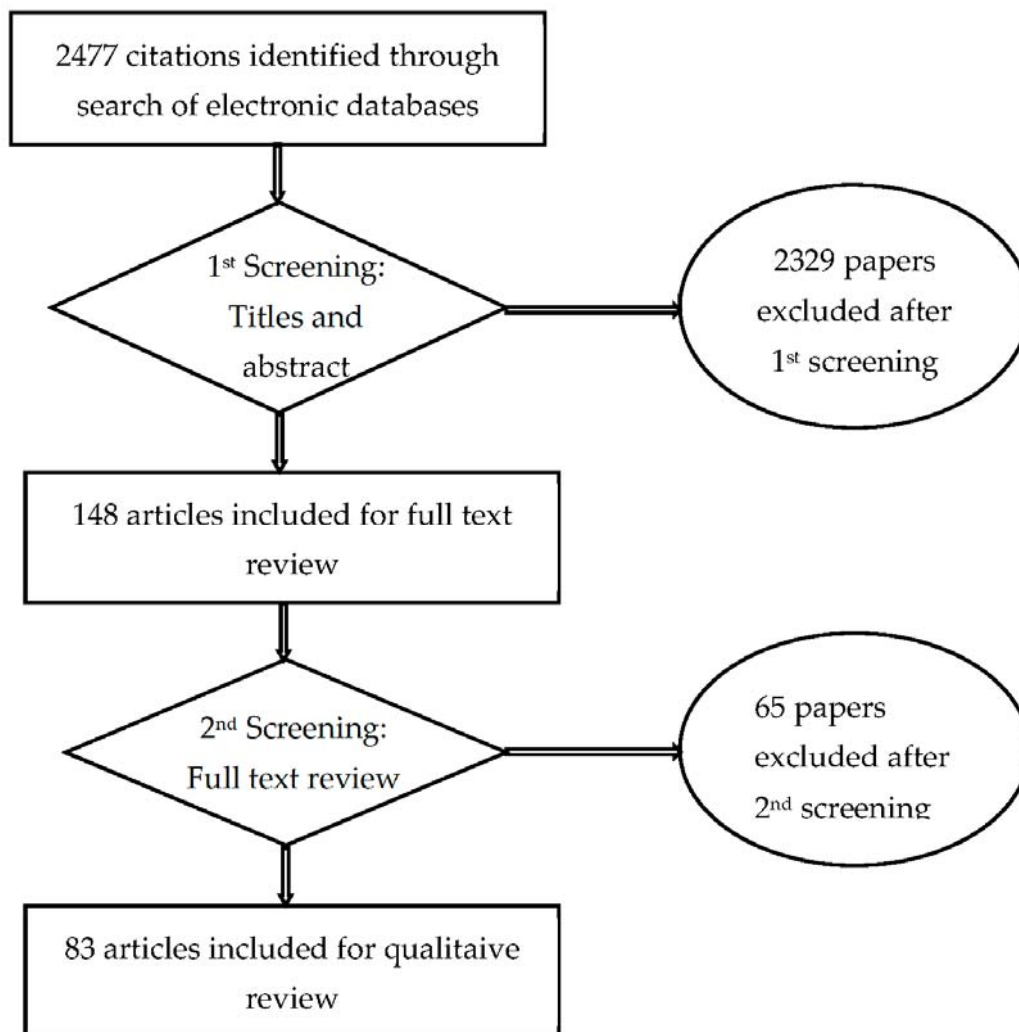 2477 citations identified through
search of electronic databases
1st Screening:
Titles and
abstract
2329 papers
excluded after
1st screening
148 articles included for full text
review
2nd Screening:
Full text review
65 papers
excluded after
2nd screening
83 articles included for qualitaive
review